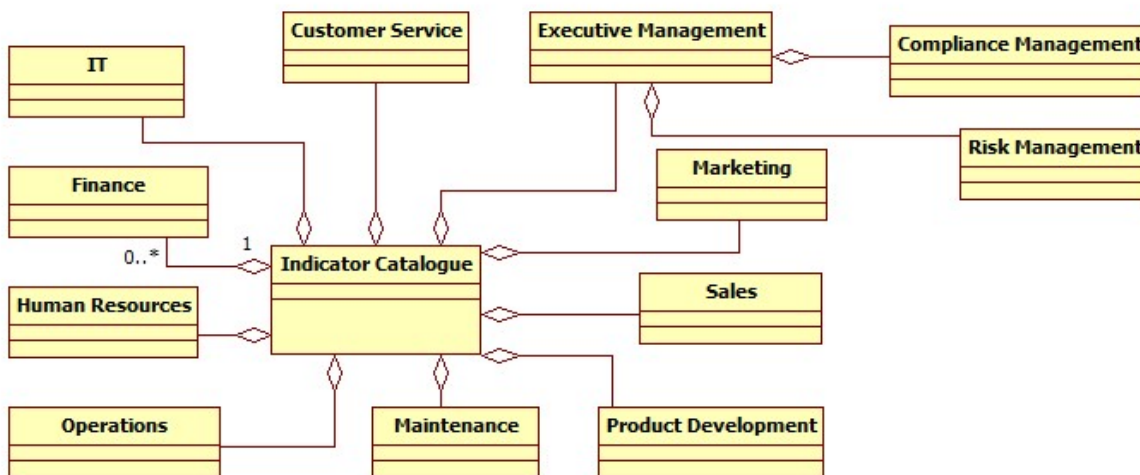 Customer Service
Executive Management
Compliance Management
IT
Risk Management
Marketing
Finance
0..*
1
Indicator Catalogue
Sales
Human Resources
Operations
Maintenance
Product Development